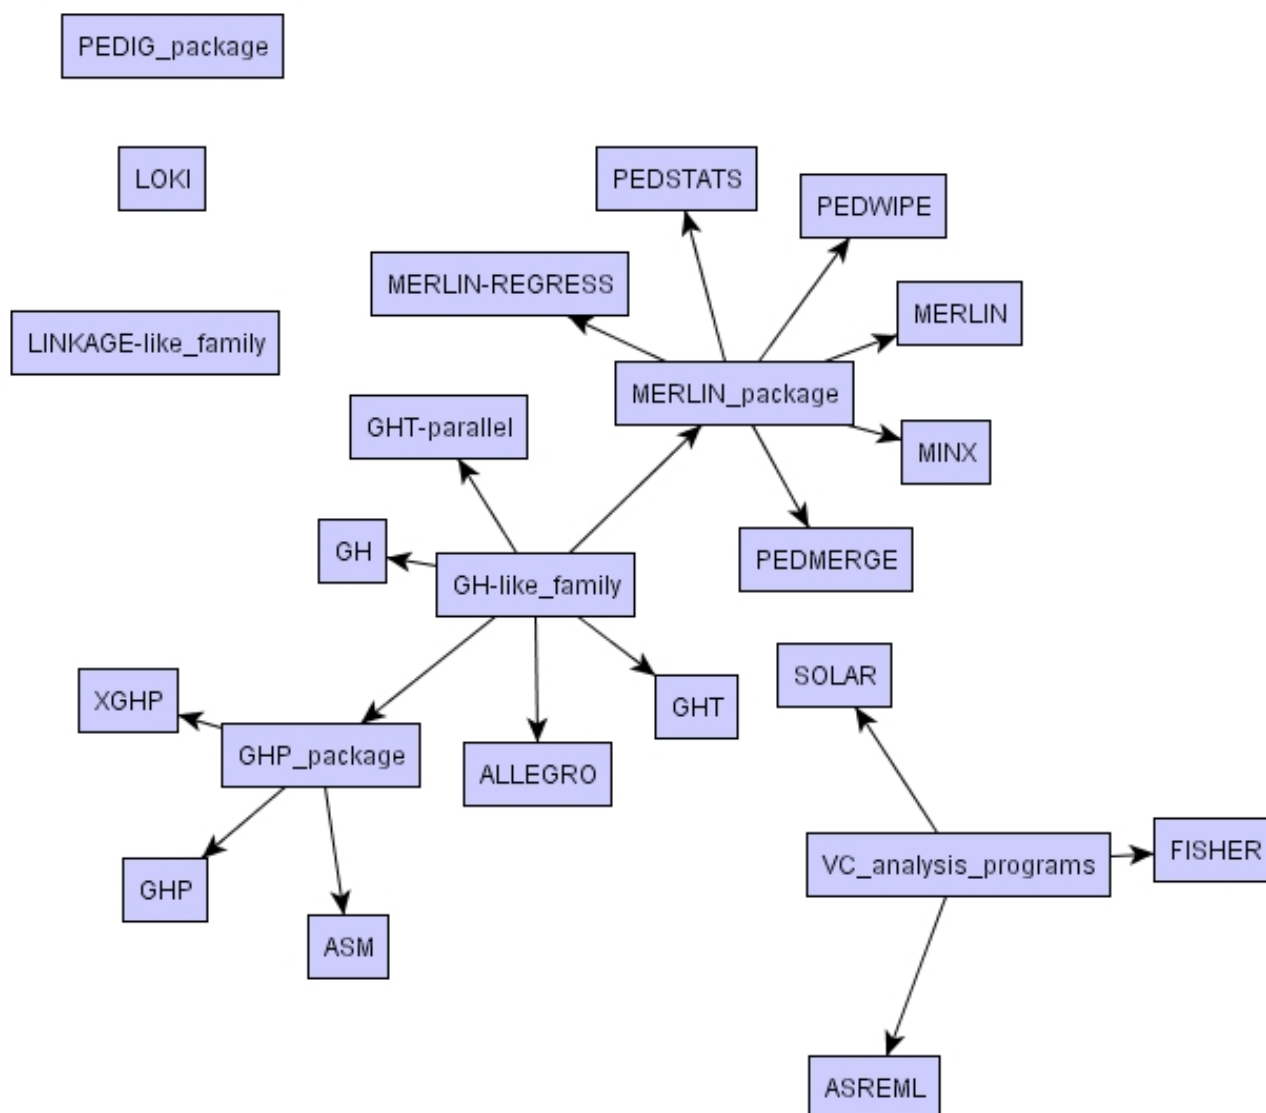 PEDIG_package
LOKI
PEDSTATS
PEDWIPE
MERLIN-REGRESS
MERLIN
LINKAGE-like_family
MERLIN_package
GHT-parallel
MINX
GH
PEDMERGE
GH-like_family
SOLAR
XGHP
GHT
GHP_package
ALLEGRO
FISHER
VC_analysis_programs
GHP
ASM
ASREML